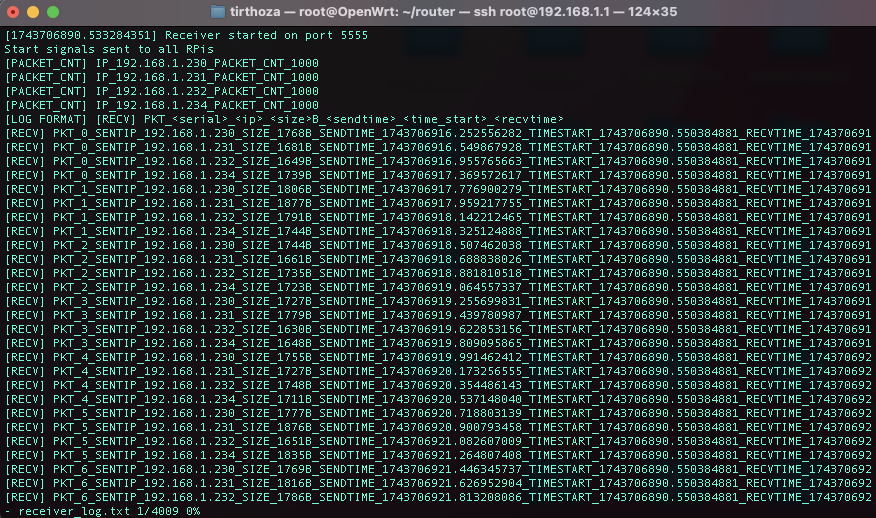 tirthoza — root@OpenWrt: ~/router — ssh root@192.168.1.1 — 124×35
[1743706890.533284351] Receiver started on port 5555
Start signals sent to all RPis
[PACKET_CNT] IP_192.168.1.230_PACKET_CNT_1000
[PACKET_CNT] IP_192.168.1.231_PACKET_CNT_1000
[PACKET_CNT] IP_192.168.1.232_PACKET_CNT_1000
[PACKET_CNT] IP_192.168.1.234_PACKET_CNT_1000
[LOG FORMAT] [RECV] PKT_<serial>_<ip>_<size>B_<sendtime>_<time_start>_<recvtime>
[RECV] PKT_0_SENTIP_192.168.1.230_SIZE_1768B_SENDTIME_1743706916.252556282_TIMESTART_1743706890.550384881_RECVTIME_174370691
[RECV] PKT_0_SENTIP_192.168.1.231_SIZE_1681B_SENDTIME_1743706916.549867928_TIMESTART_1743706890.550384881_RECVTIME_174370691
[RECV] PKT_0_SENTIP_192.168.1.232_SIZE_1649B_SENDTIME_1743706916.955765663_TIMESTART_1743706890.550384881_RECVTIME_174370691
[RECV] PKT_0_SENTIP_192.168.1.234_SIZE_1739B_SENDTIME_1743706917.369572617_TIMESTART_1743706890.550384881_RECVTIME_174370691
[RECV] PKT_1_SENTIP_192.168.1.230_SIZE_1806B_SENDTIME_1743706917.776900279_TIMESTART_1743706890.550384881_RECVTIME_174370691
[RECV] PKT_1_SENTIP_192.168.1.231_SIZE_1877B_SENDTIME_1743706917.959217755_TIMESTART_1743706890.550384881_RECVTIME_174370691
[RECV] PKT_1_SENTIP_192.168.1.232_SIZE_1791B_SENDTIME_1743706918.142212465_TIMESTART_1743706890.550384881_RECVTIME_174370691
[RECV] PKT_1_SENTIP_192.168.1.234_SIZE_1744B_SENDTIME_1743706918.325124888_TIMESTART_1743706890.550384881_RECVTIME_174370691
[RECV] PKT_2_SENTIP_192.168.1.230_SIZE_1744B_SENDTIME_1743706918.507462038_TIMESTART_1743706890.550384881_RECVTIME_174370691
[RECV] PKT_2_SENTIP_192.168.1.231_SIZE_1661B_SENDTIME_1743706918.688838026_TIMESTART_1743706890.550384881_RECVTIME_174370691
[RECV] PKT_2_SENTIP_192.168.1.232_SIZE_1735B_SENDTIME_1743706918.881810518_TIMESTART_1743706890.550384881_RECVTIME_174370691
[RECV] PKT_2_SENTIP_192.168.1.234_SIZE_1723B_SENDTIME_1743706919.064557337_TIMESTART_1743706890.550384881_RECVTIME_174370691
[RECV] PKT_3_SENTIP_192.168.1.230_SIZE_1727B_SENDTIME_1743706919.255699831_TIMESTART_1743706890.550384881_RECVTIME_174370691
[RECV] PKT_3_SENTIP_192.168.1.231_SIZE_1779B_SENDTIME_1743706919.439780987_TIMESTART_1743706890.550384881_RECVTIME_174370691
[RECV] PKT_3_SENTIP_192.168.1.232_SIZE_1630B_SENDTIME_1743706919.622853156_TIMESTART_1743706890.550384881_RECVTIME_174370691
[RECV] PKT_3_SENTIP_192.168.1.234_SIZE_1648B_SENDTIME_1743706919.809095865_TIMESTART_1743706890.550384881_RECVTIME_174370691
[RECV] PKT_4_SENTIP_192.168.1.230_SIZE_1755B_SENDTIME_1743706919.991462412_TIMESTART_1743706890.550384881_RECVTIME_174370692
[RECV] PKT_4_SENTIP_192.168.1.231_SIZE_1727B_SENDTIME_1743706920.173256555_TIMESTART_1743706890.550384881_RECVTIME_174370692
[RECV] PKT_4_SENTIP_192.168.1.232_SIZE_1748B_SENDTIME_1743706920.354486143_TIMESTART_1743706890.550384881_RECVTIME_174370692
[RECV] PKT_4_SENTIP_192.168.1.234_SIZE_1711B_SENDTIME_1743706920.537148040_TIMESTART_1743706890.550384881_RECVTIME_174370692
[RECV] PKT_5_SENTIP_192.168.1.230_SIZE_1777B_SENDTIME_1743706920.718803139_TIMESTART_1743706890.550384881_RECVTIME_174370692
[RECV] PKT_5_SENTIP_192.168.1.231_SIZE_1876B_SENDTIME_1743706920.900793458_TIMESTART_1743706890.550384881_RECVTIME_174370692
[RECV] PKT_5_SENTIP_192.168.1.232_SIZE_1651B_SENDTIME_1743706921.082607009_TIMESTART_1743706890.550384881_RECVTIME_174370692
[RECV] PKT_5_SENTIP_192.168.1.234_SIZE_1835B_SENDTIME_1743706921.264807408_TIMESTART_1743706890.550384881_RECVTIME_174370692
[RECV] PKT_6_SENTIP_192.168.1.230_SIZE_1769B_SENDTIME_1743706921.446345737_TIMESTART_1743706890.550384881_RECVTIME_174370692
[RECV] PKT_6_SENTIP_192.168.1.231_SIZE_1816B_SENDTIME_1743706921.626952904_TIMESTART_1743706890.550384881_RECVTIME_174370692
[RECV] PKT_6_SENTIP_192.168.1.232_SIZE_1786B_SENDTIME_1743706921.813208086_TIMESTART_1743706890.550384881_RECVTIME_174370692
- receiver_log.txt 1/4009 0%